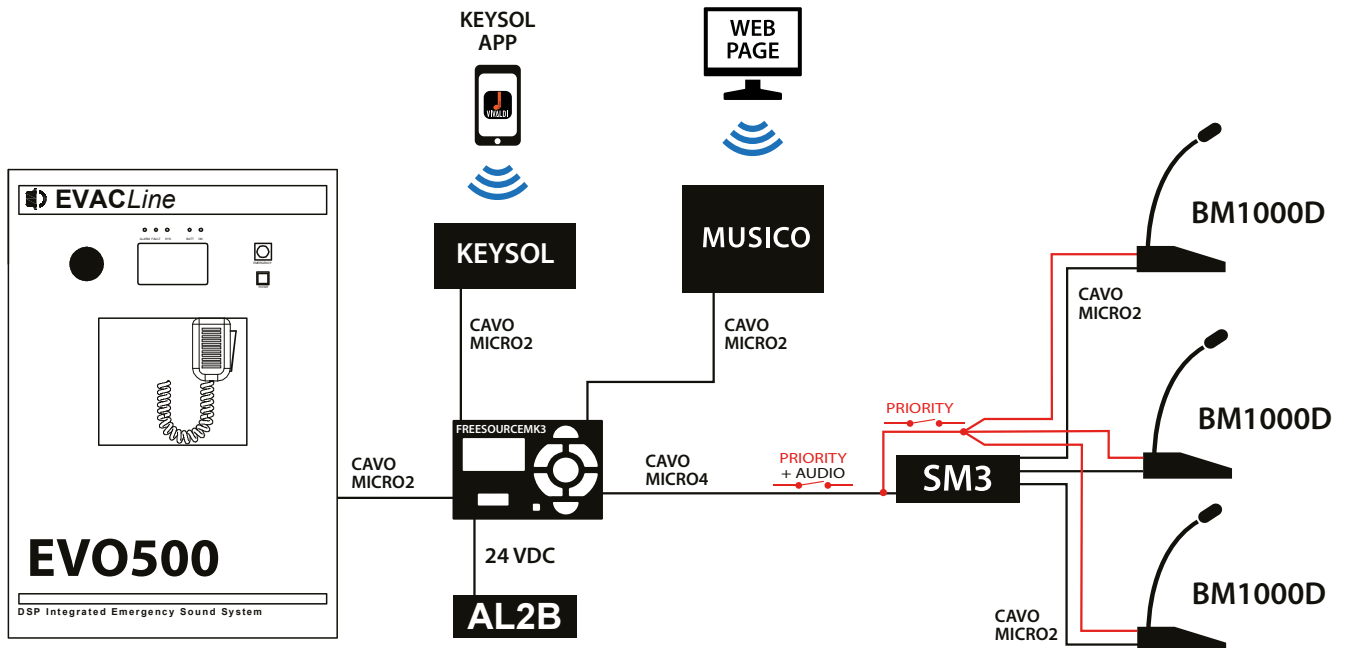 KEYSOL
APP
WEB
PAGE
VIVALDI
EVACLine
BM1000D
KEYSOL
MUSICO
CAVO
MICRO2
CAVO
MICRO2
CAVO
MICRO2
PRIORITY
BM1000D
FREESOURCEMK3
CAVO
MICRO2
CAVO
MICRO4
PRIORITY
+ AUDIO
SM3
EVO500
24 VDC
BM1000D
DSP Integrated Emergency Sound System
AL2B
CAVO
MICRO2